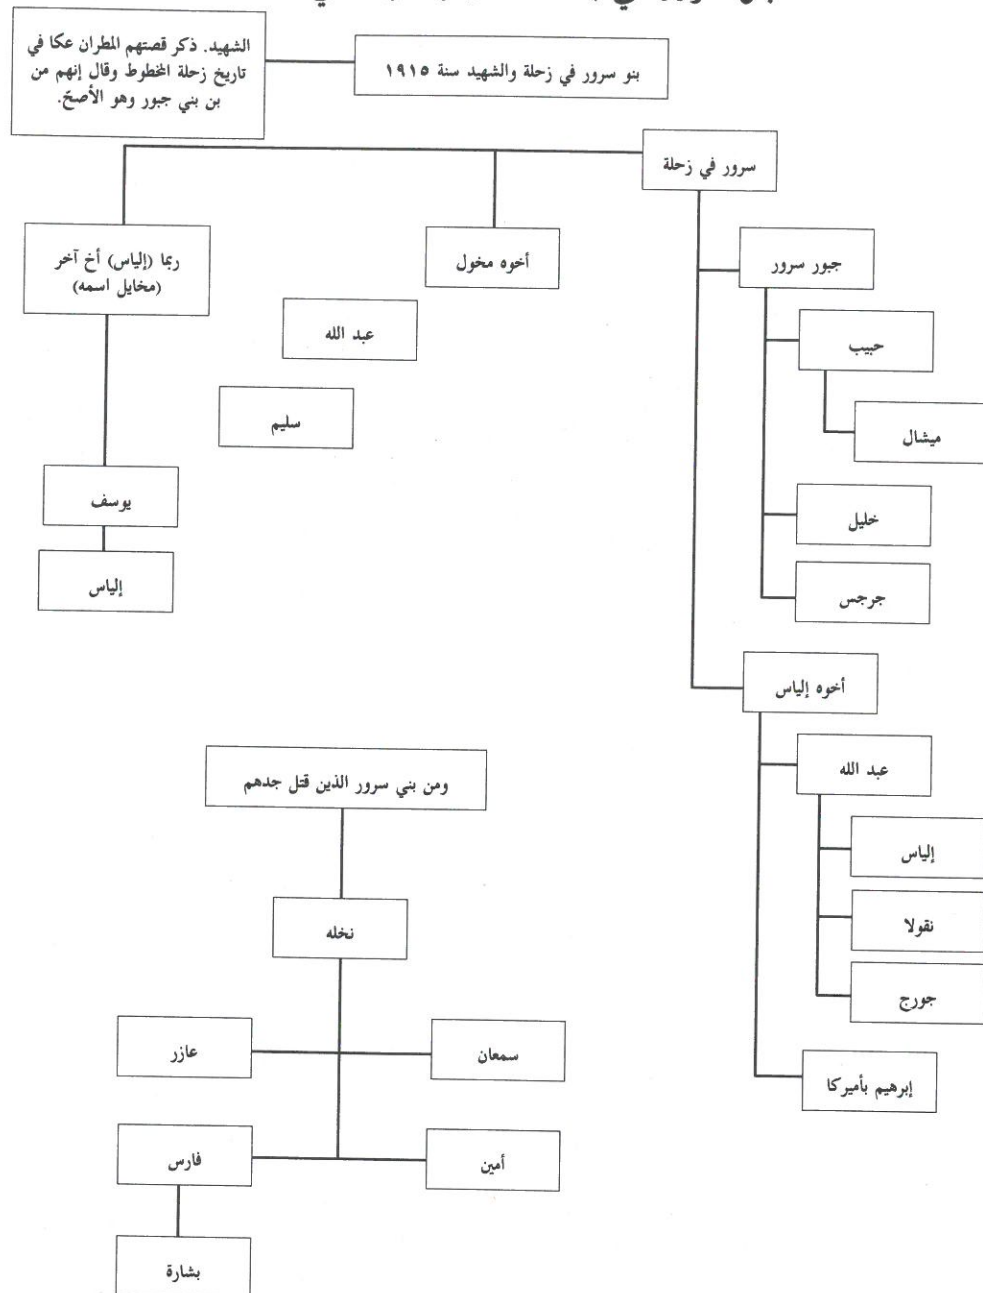 الشهيد. ذكر قصتهم المطران عكا في
تاريخ زحلة المخطوط وقال إنهم من
بن بني جبور وهو الأصحّ.
بنو سرور في زحلة والشهيد سنة ١٩١٥
سرور في زحلة
جبور سرور
حبيب
ميشال
خليل
جرجس
أخوه إلياس
عبد الله
إلياس
نقولا
جورج
إبرهيم بأميركا
أخوه مخول
عبد الله
سليم
ربما (إلياس) أخ آخر
(مخايل اسمه)
يوسف
إلياس
ومن بني سرور الذين قتل جدهم
نخله
سمعان
عازر
أمين
فارس
بشارة